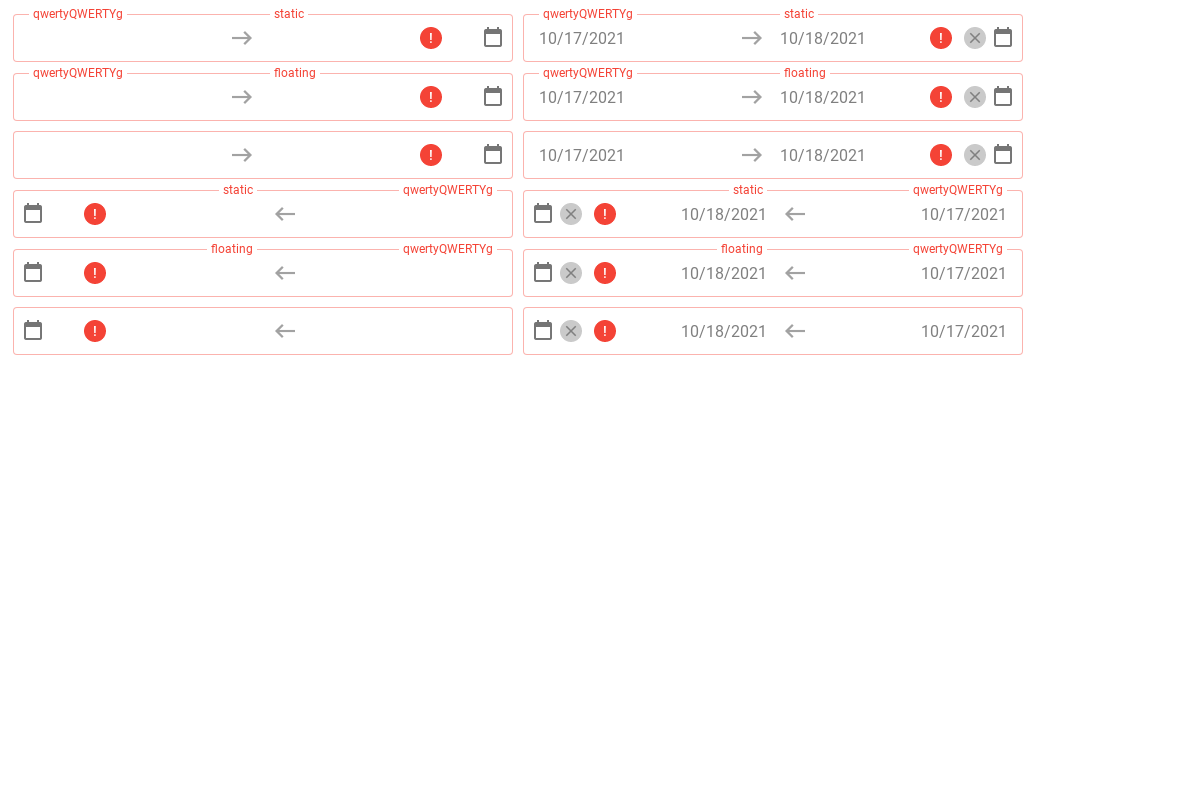 qwertyQWERTYg static qwertyQWERTYg static
10/17/2021 10/18/2021
qwertyQWERTYg floating qwertyQWERTYg floating
10/17/2021 10/18/2021
10/17/2021 10/18/2021
static qwertyQWERTYg static qwertyQWERTYg
10/18/2021 10/17/2021
floating qwertyQWERTYg floating qwertyQWERTYg
10/18/2021 10/17/2021
10/18/2021 10/17/2021